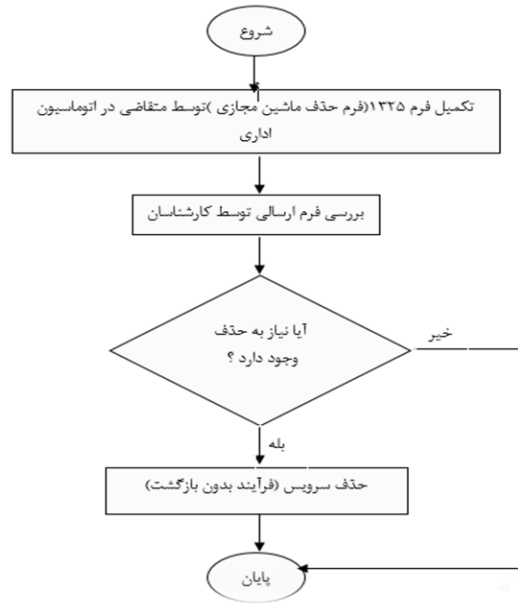 شروع
تکمیل فرم ۱۳۲۵(فرم حذف ماشین مجازی )توسط متقاضی در اتوماسیون
اداری
بررسی فرم ارسالی توسط کارشناسان
آیا نیاز به حذف
وجود دارد ؟
خیر
بله
حذف سرویس (فرآیند بدون بازگشت)
پایان